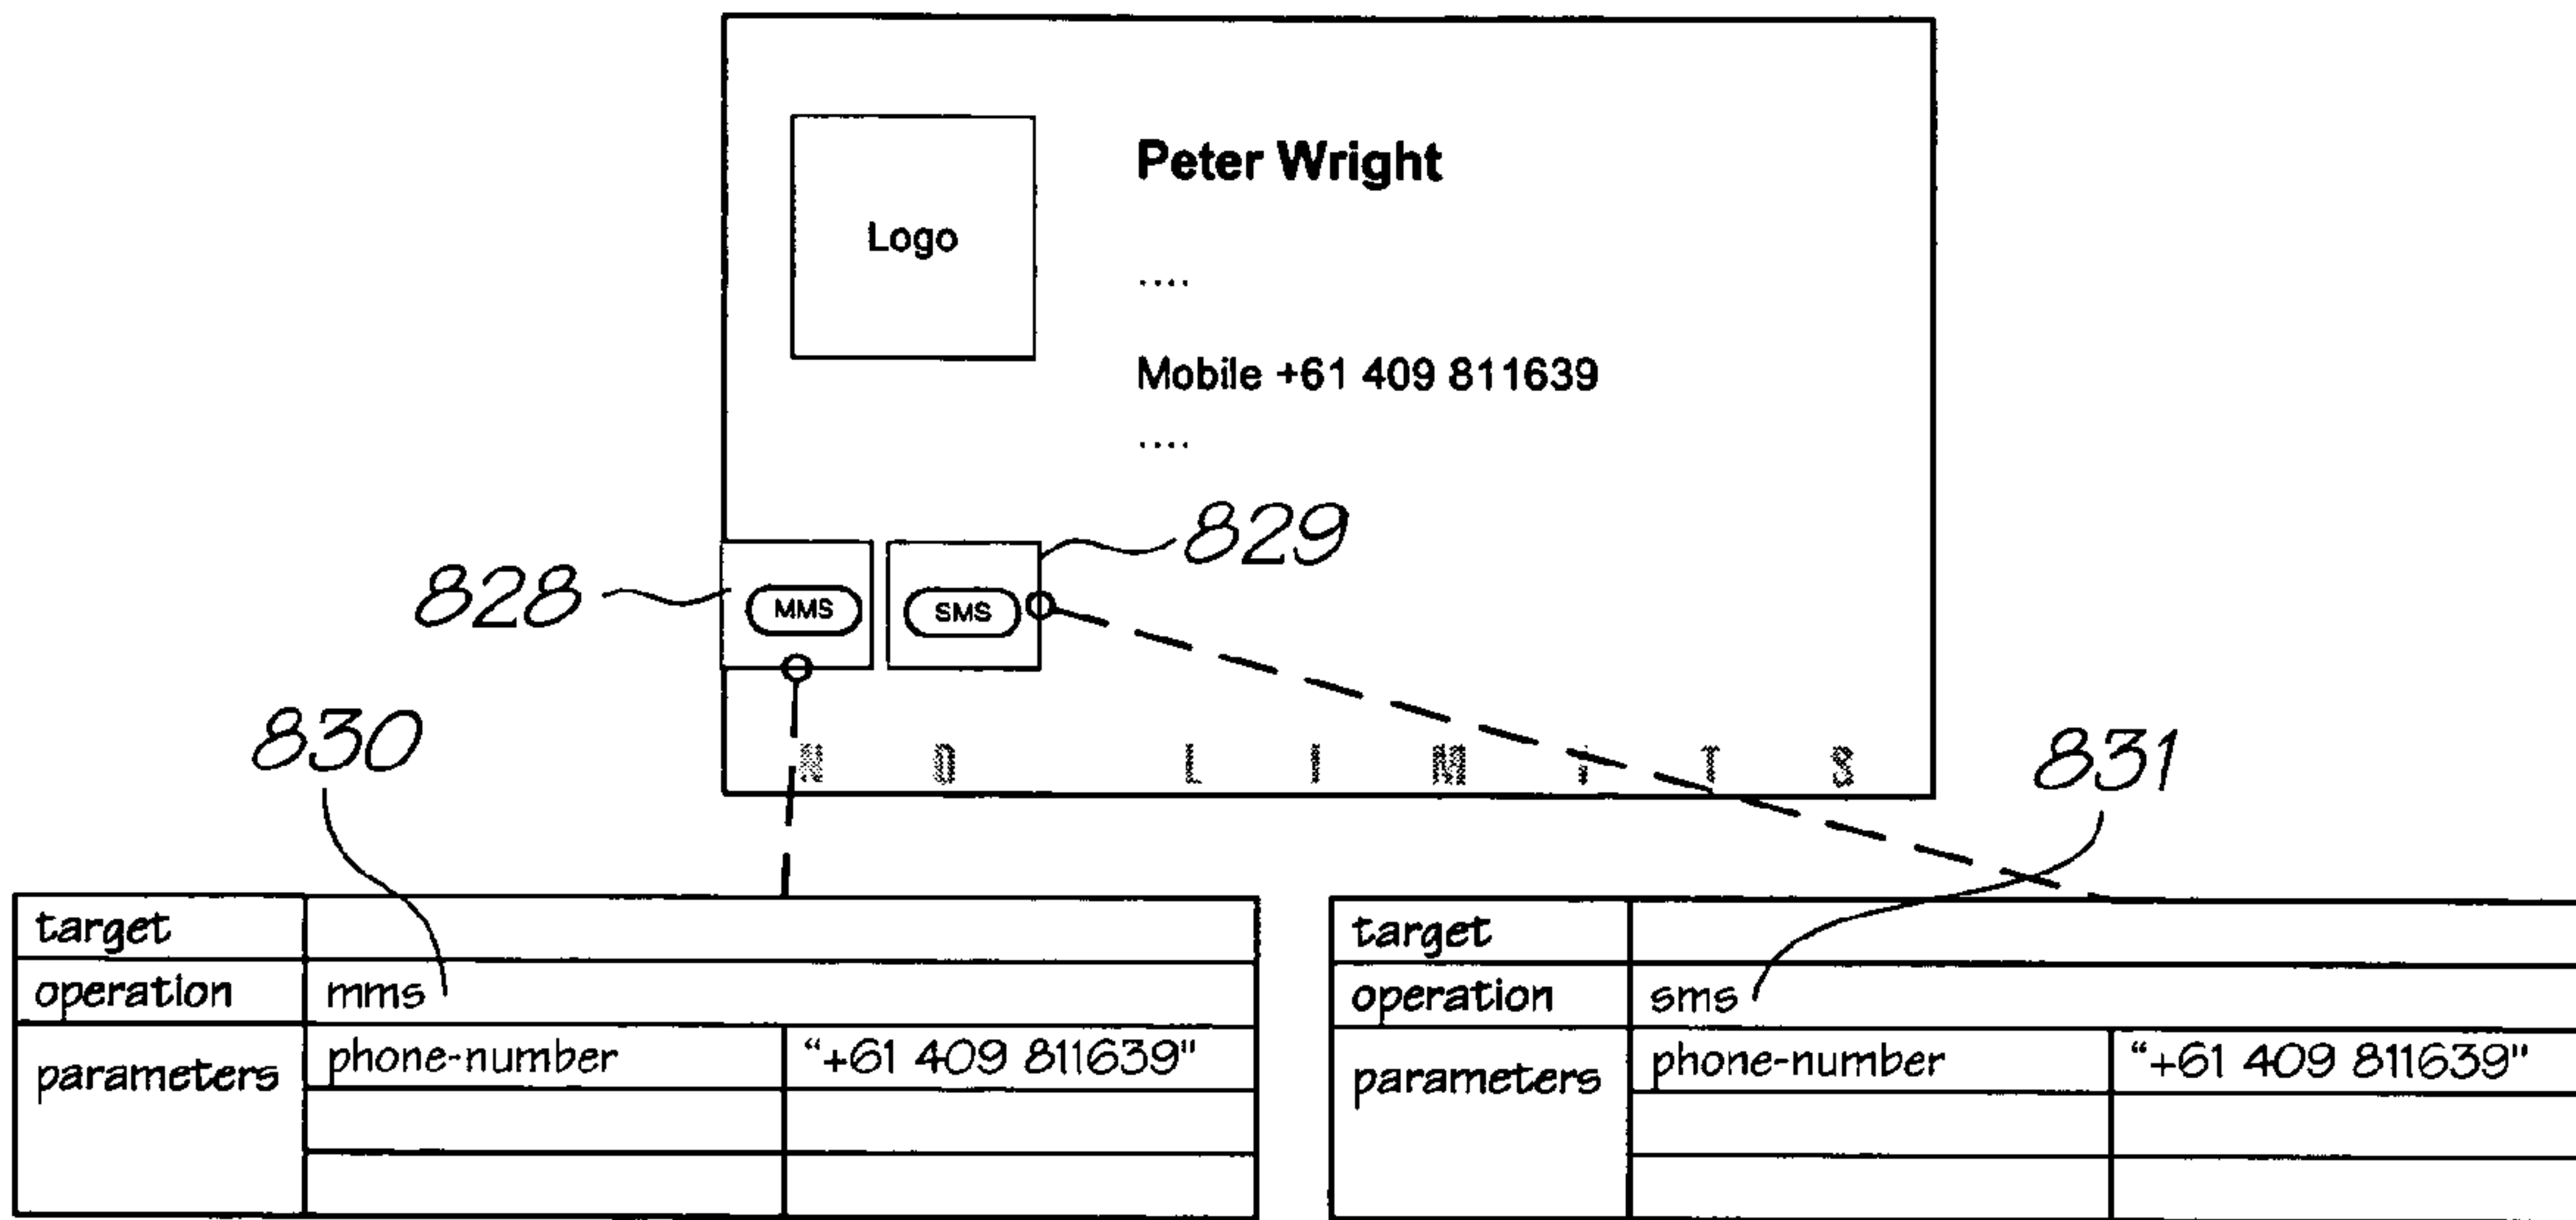 Peter Wright
Logo
....
Mobile +61 409 811639
....
829
828
MMS
SMS
830
831
target
operation mms
parameters phone-number “+61 409 811639"
target
operation sms
parameters phone-number “+61 409 811639"